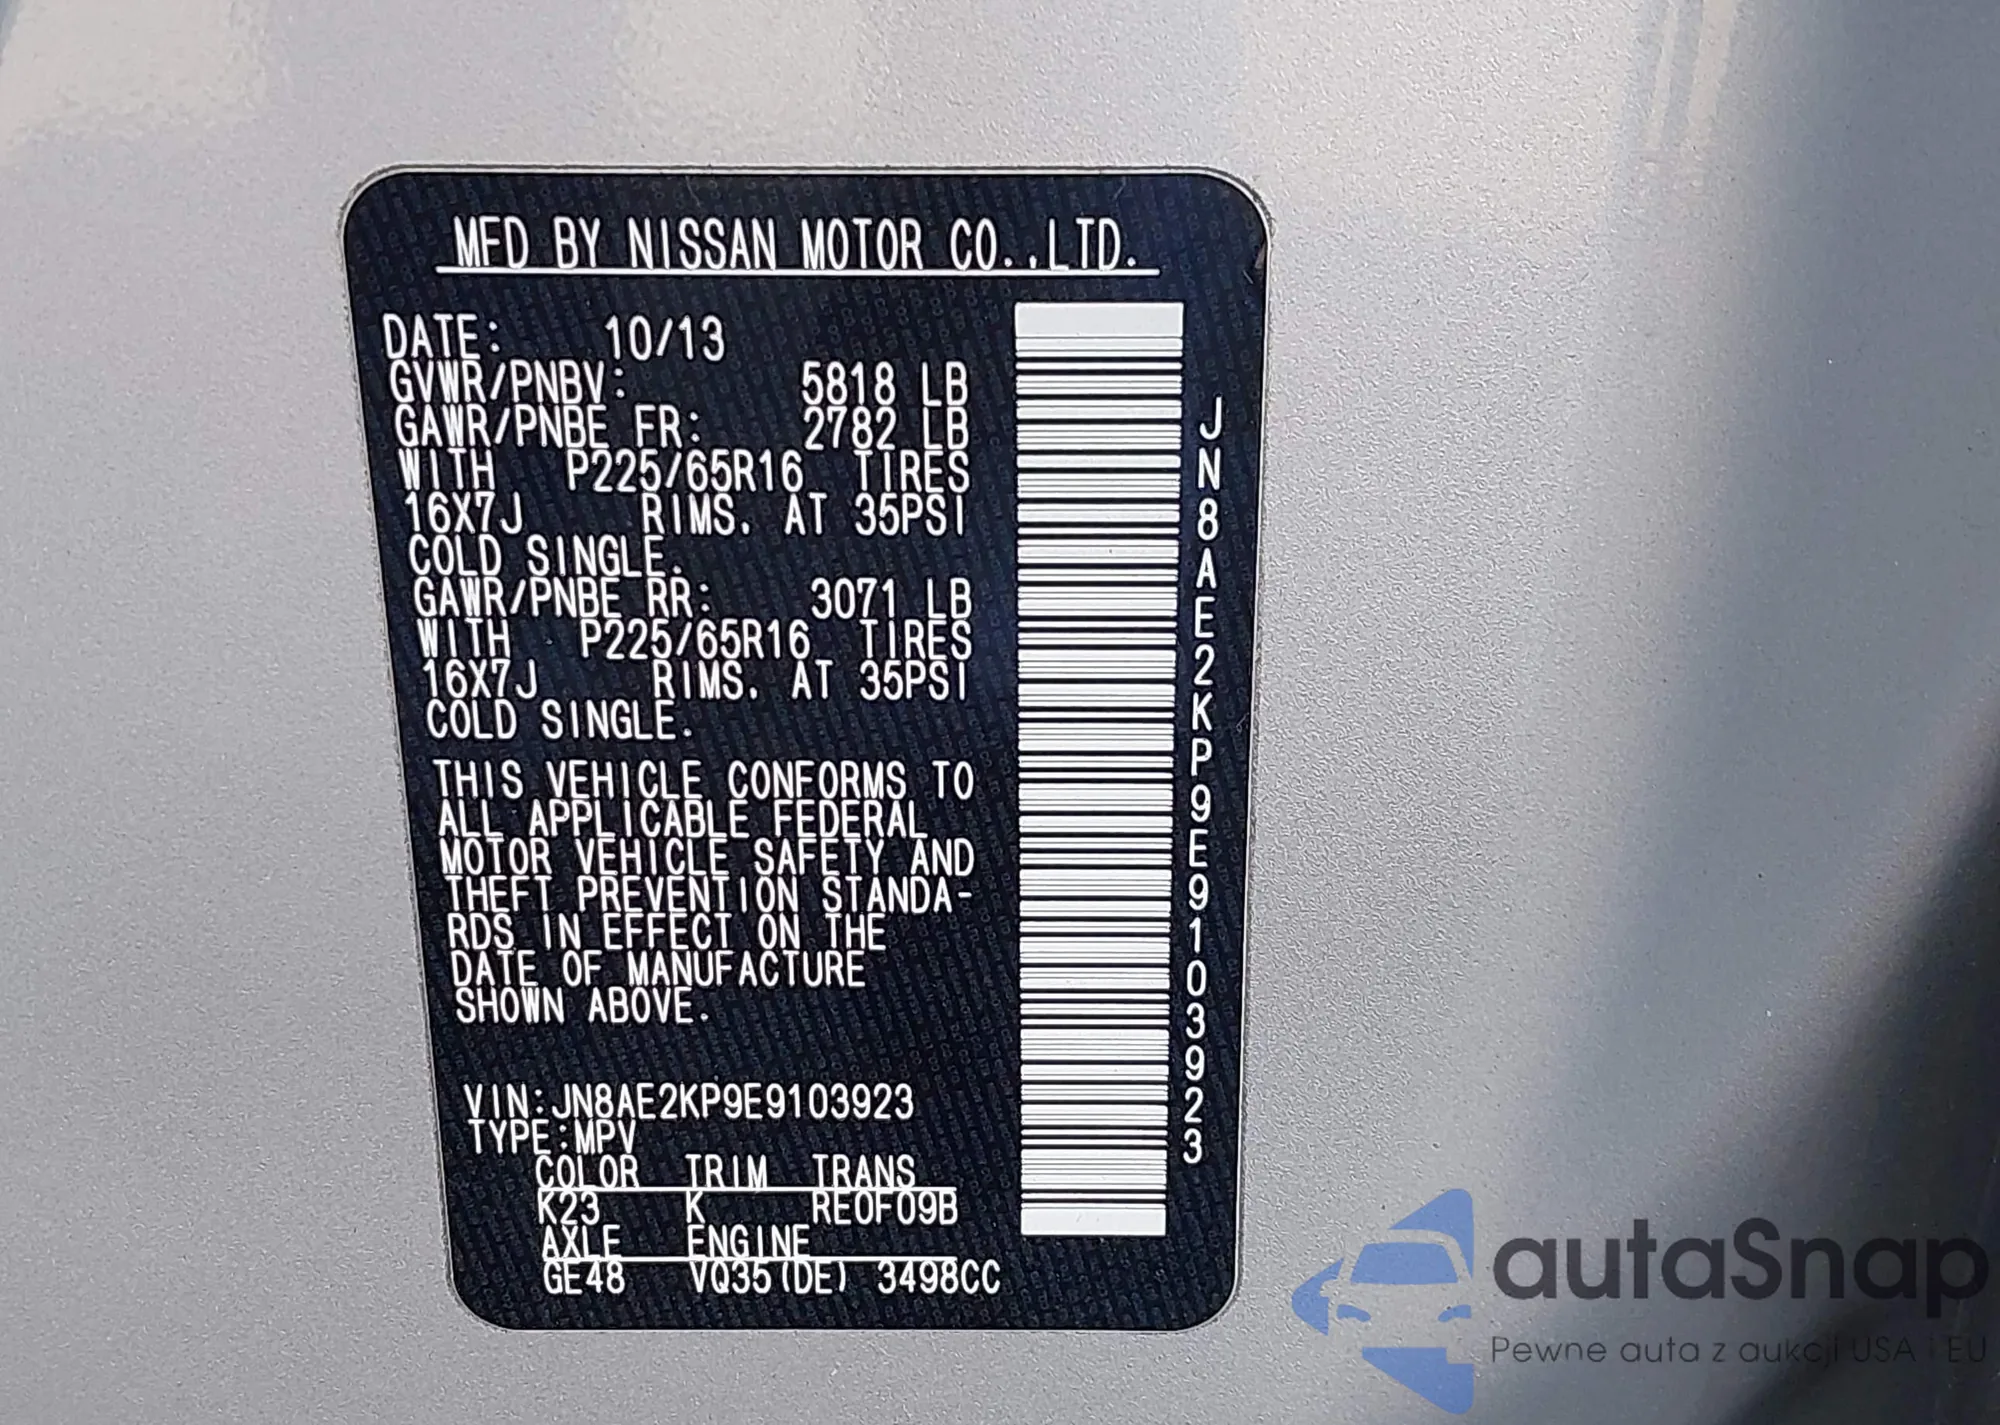 MFD BY NISSAN MOTOR CO.,LTD.
DATE: 10/13
GVWR/PNBV: 5818 LB
GAWR/PNBE FR: 2782 LB
WITH P225/65R16 TIRES
16X7J RIMS. AT 35PSI
COLD SINGLE.
GAWR/PNBE RR: 3071 LB
WITH P225/65R16 TIRES
16X7J RIMS. AT 35PSI
COLD SINGLE.
THIS VEHICLE CONFORMS TO
ALL APPLICABLE FEDERAL
MOTOR VEHICLE SAFETY AND
THEFT PREVENTION STANDA-
RDS IN EFFECT ON THE
DATE OF MANUFACTURE
SHOWN ABOVE.
VIN:JN8AE2KP9E9103923
TYPE:MPV
COLOR TRIM TRANS
K23 K RE0F09B
AXLE ENGINE
GE48 VQ35(DE) 3498CC
JN8AE2KP9E9103923
autaSnap
Pewne auta z aukcji USA i EU